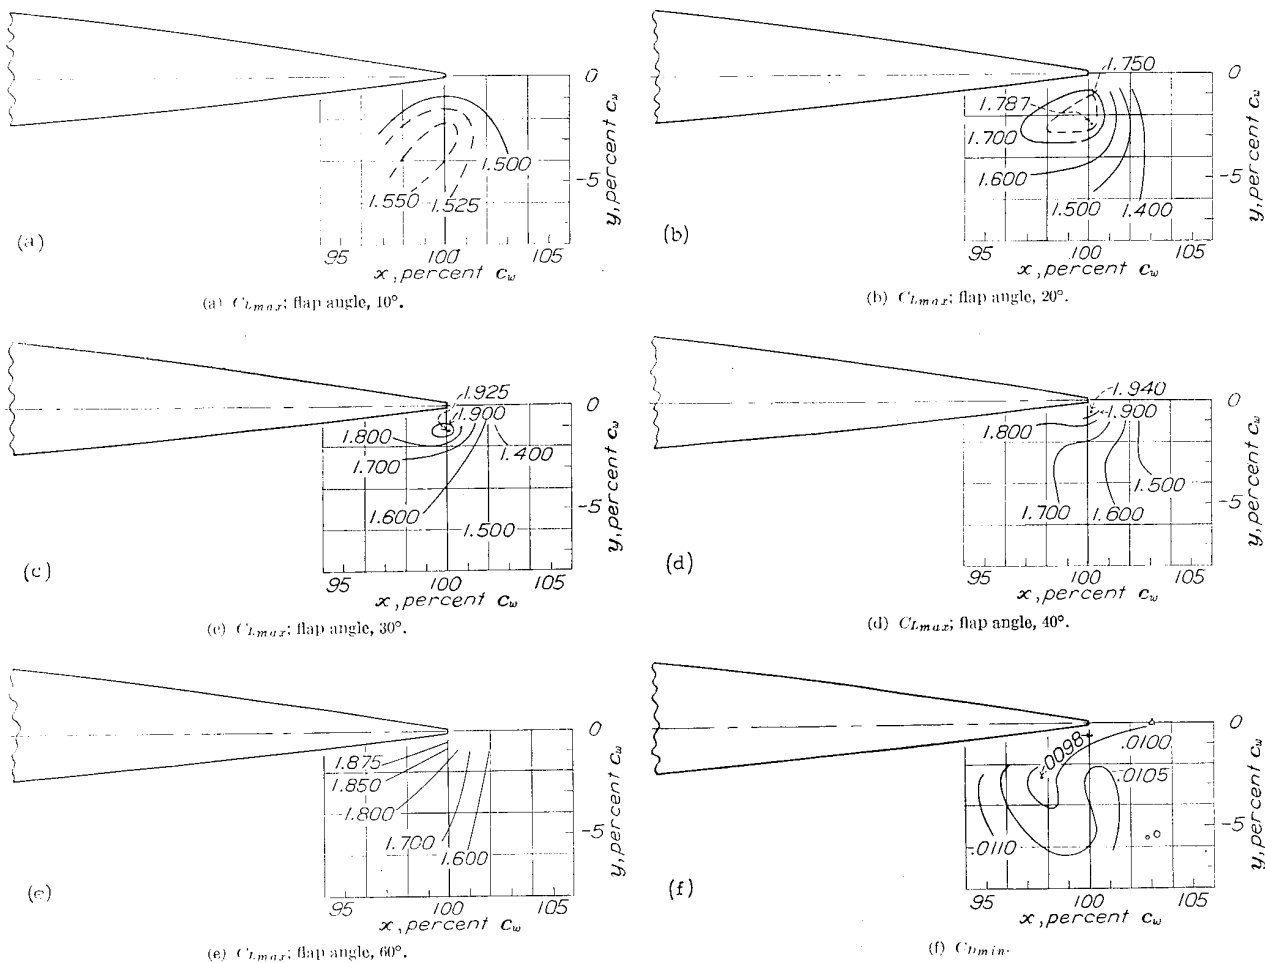 0
1.500
1.550
1.525
-5
y, percent c_w
95 100 105
x, percent c_w
(a)
(a) C_Lmax; flap angle, 10°.
1.750
0
1.787
1.700
1.600
1.500
1.400
-5
y, percent c_w
95 100 105
x, percent c_w
(b)
(b) C_Lmax; flap angle, 20°.
1.925
1.900
0
1.800
1.700
1.400
1.600
1.500
-5
y, percent c_w
95 100 105
x, percent c_w
(c)
(c) C_Lmax; flap angle, 30°.
1.940
1.900
0
1.800
1.500
1.700
1.600
-5
y, percent c_w
95 100 105
x, percent c_w
(d)
(d) C_Lmax; flap angle, 40°.
0
1.875
1.850
1.800
1.700
1.600
-5
y, percent c_w
95 100 105
x, percent c_w
(e)
(e) C_Lmax; flap angle, 60°.
0
.0098
.0100
.0105
.0110
-5
y, percent c_w
95 100 105
x, percent c_w
(f)
(f) C_Dmin.